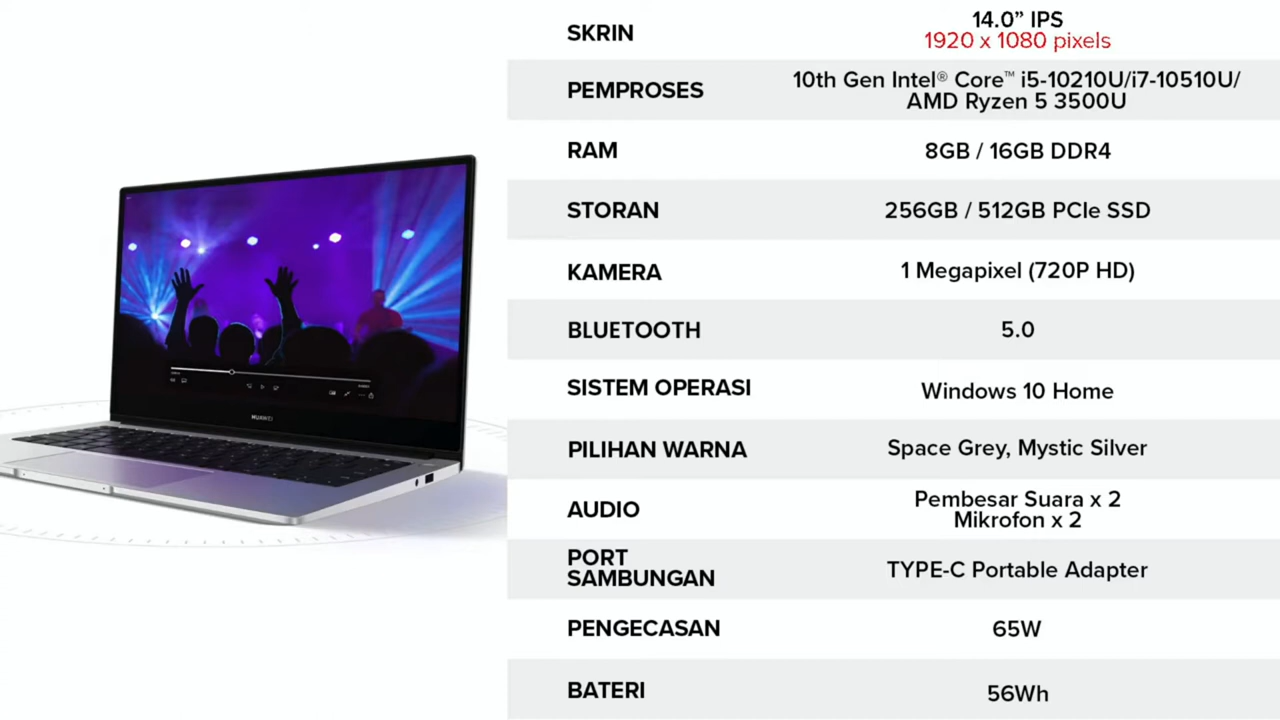 SKRIN
14.0” IPS
1920 x 1080 pixels
PEMPROSES
10th Gen Intel® Core™ i5-10210U/i7-10510U/
AMD Ryzen 5 3500U
RAM
8GB / 16GB DDR4
STORAN
256GB / 512GB PCIe SSD
KAMERA
1 Megapixel (720P HD)
BLUETOOTH
5.0
SISTEM OPERASI
Windows 10 Home
PILIHAN WARNA
Space Grey, Mystic Silver
AUDIO
Pembesar Suara x 2
Mikrofon x 2
PORT
SAMBUNGAN
TYPE-C Portable Adapter
PENGECASAN
65W
BATERI
56Wh
HUAWEI